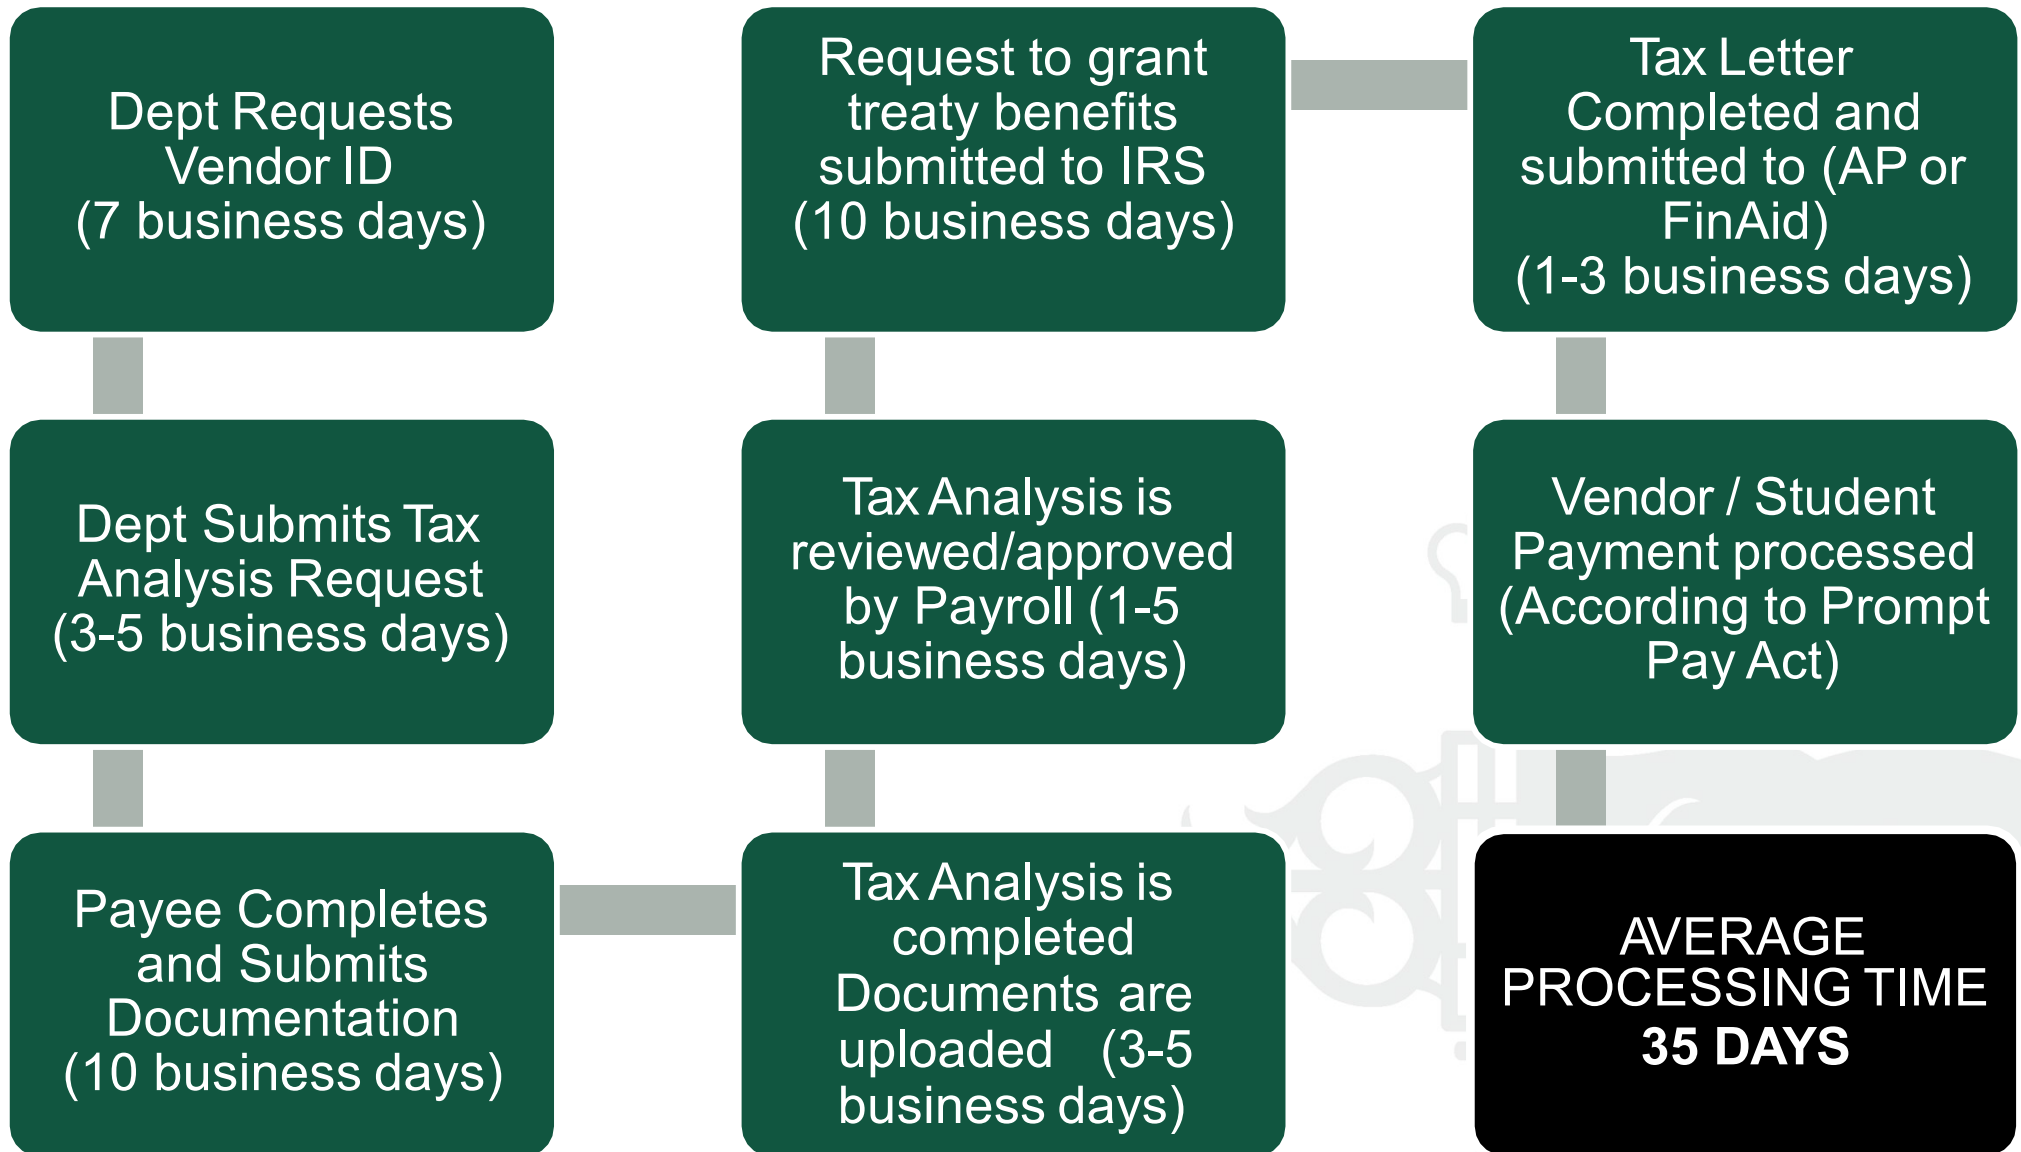 Dept Requests
Vendor ID
(7 business days)
Dept Submits Tax
Analysis Request
(3-5 business days)
Payee Completes
and Submits
Documentation
(10 business days)
Tax Analysis is
completed
Documents are
uploaded (3-5
business days)
Tax Analysis is
reviewed/approved
by Payroll (1-5
business days)
Request to grant
treaty benefits
submitted to IRS
(10 business days)
Tax Letter
Completed and
submitted to (AP or
FinAid)
(1-3 business days)
Vendor / Student
Payment processed
(According to Prompt
Pay Act)
AVERAGE
PROCESSING TIME
35 DAYS